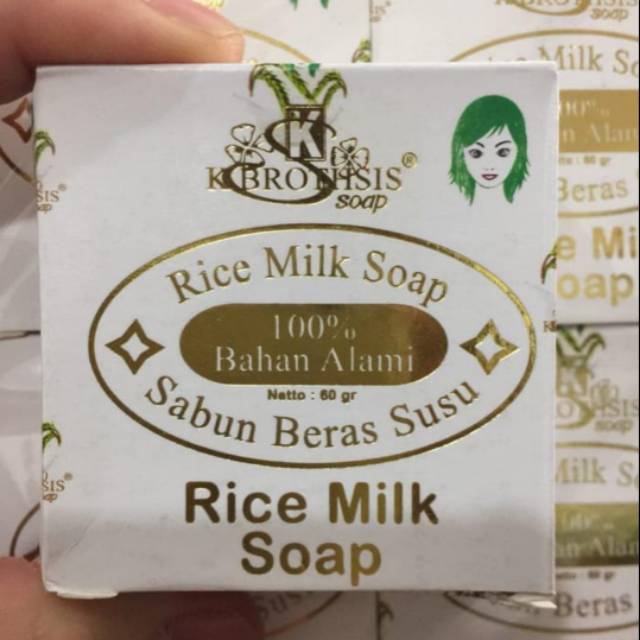 K
K BROTHSIS®
soap
Rice Milk Soap
100%
Bahan Alami
Netto : 60 gr
Sabun Beras Susu
Rice Milk
Soap